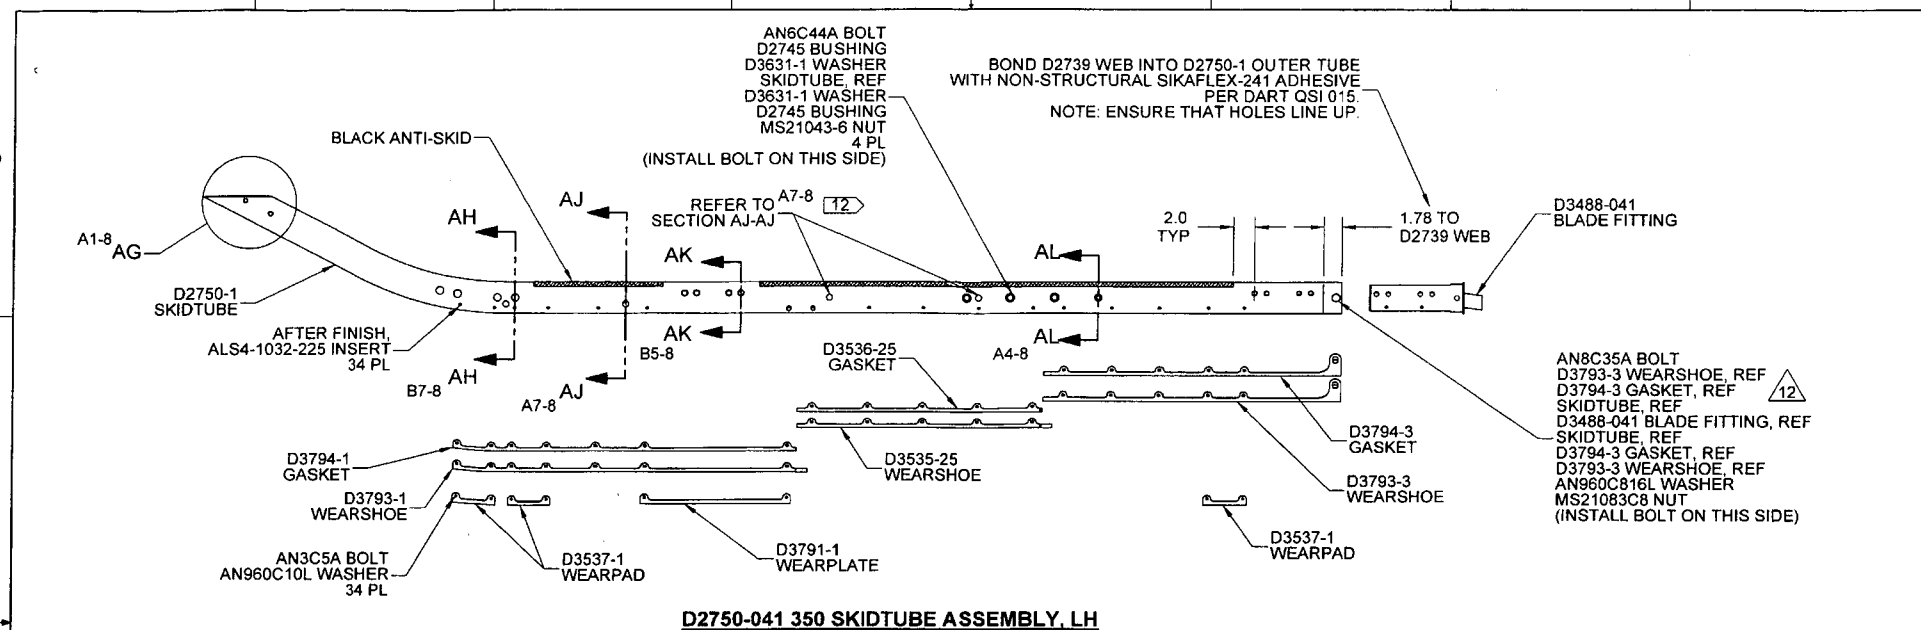 AN6C44A BOLT
D2745 BUSHING
D3631-1 WASHER
SKIDTUBE, REF
D3631-1 WASHER
D2745 BUSHING
MS21043-6 NUT
4 PL
(INSTALL BOLT ON THIS SIDE)
BOND D2739 WEB INTO D2750-1 OUTER TUBE
WITH NON-STRUCTURAL SIKAFLEX-241 ADHESIVE
PER DART QSI 015.
NOTE: ENSURE THAT HOLES LINE UP.
BLACK ANTI-SKID
A1-8
AG
D2750-1
SKIDTUBE
AFTER FINISH,
ALS4-1032-225 INSERT
34 PL
AH
AH
B7-8
AJ
AJ
A7-8
AK
AK
B5-8
REFER TO A7-8
SECTION AJ-AJ
12
AL
AL
A4-8
2.0
TYP
1.78 TO
D2739 WEB
D3488-041
BLADE FITTING
D3536-25
GASKET
D3535-25
WEARSHOE
D3794-3
GASKET
D3793-3
WEARSHOE
D3794-1
GASKET
D3793-1
WEARSHOE
AN3C5A BOLT
AN960C10L WASHER
34 PL
D3537-1
WEARPAD
D3791-1
WEARPLATE
D3537-1
WEARPAD
AN8C35A BOLT
D3793-3 WEARSHOE, REF
D3794-3 GASKET, REF
12
SKIDTUBE, REF
D3488-041 BLADE FITTING, REF
SKIDTUBE, REF
D3794-3 GASKET, REF
D3793-3 WEARSHOE, REF
AN960C816L WASHER
MS21083C8 NUT
(INSTALL BOLT ON THIS SIDE)
D2750-041 350 SKIDTUBE ASSEMBLY, LH